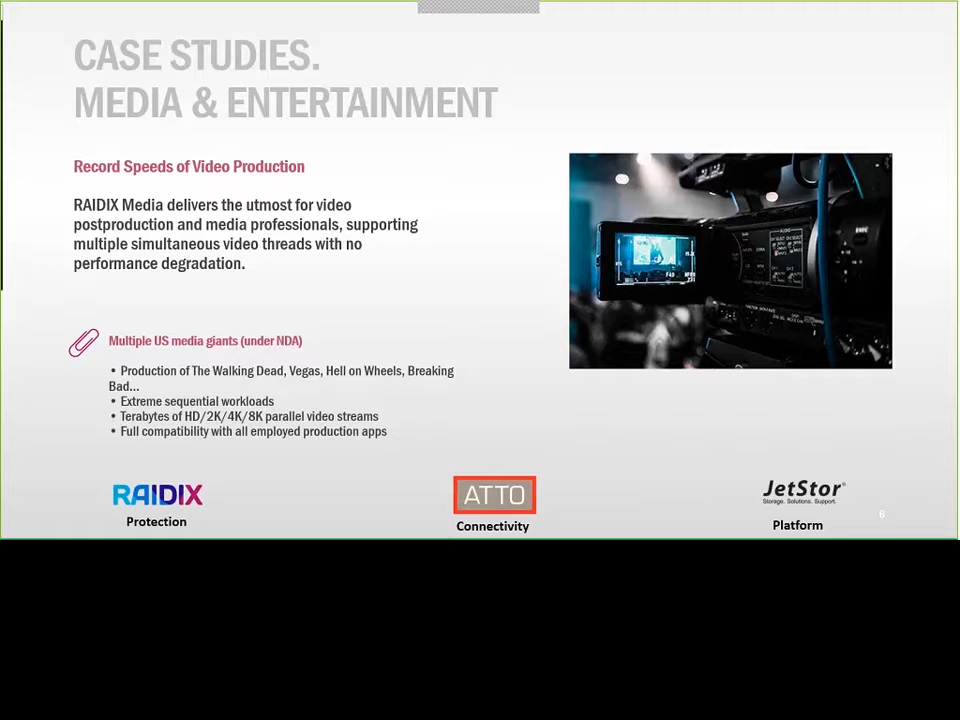 CASE STUDIES.
MEDIA & ENTERTAINMENT
Record Speeds of Video Production
RAIDIX Media delivers the utmost for video
postproduction and media professionals, supporting
multiple simultaneous video threads with no
performance degradation.
Multiple US media giants (under NDA)
• Production of The Walking Dead, Vegas, Hell on Wheels, Breaking
Bad...
• Extreme sequential workloads
• Terabytes of HD/2K/4K/8K parallel video streams
• Full compatibility with all employed production apps
RAIDIX
Protection
ATTO
Connectivity
JetStor®
Storage. Solutions. Support.
Platform
6